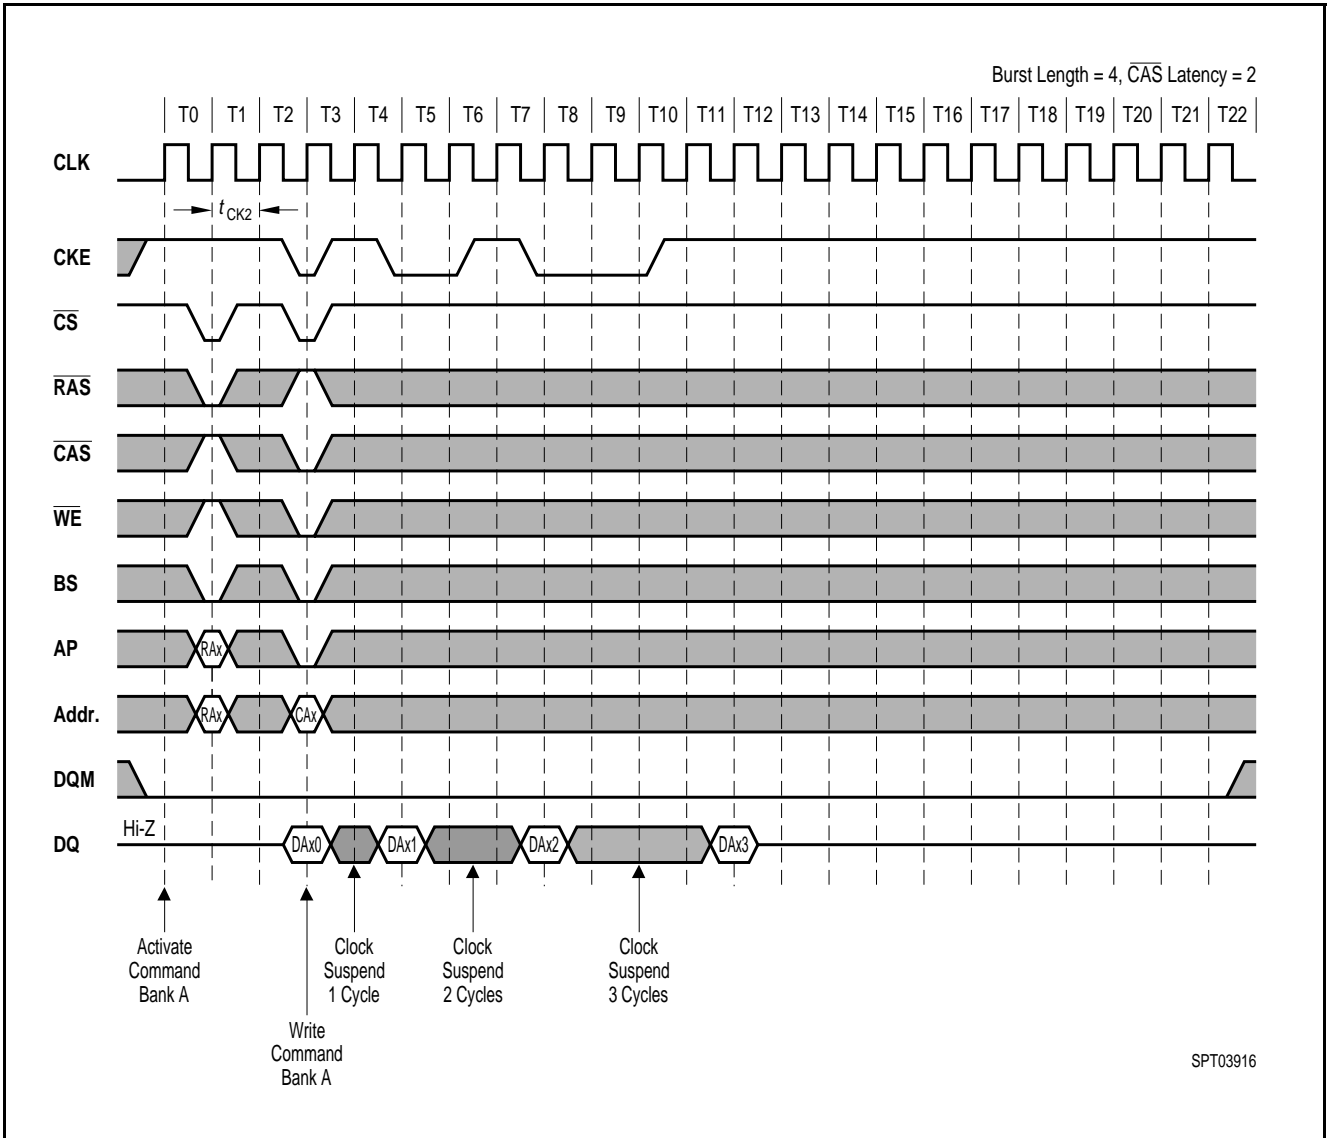 Burst Length = 4, CAS Latency = 2
T0 T1 T2 T3 T4 T5 T6 T7 T8 T9 T10 T11 T12 T13 T14 T15 T16 T17 T18 T19 T20 T21 T22
CLK
t CK2
CKE
CS
RAS
CAS
WE
BS
AP
RAx
Addr.
RAx CAx
DQM
Hi-Z
DQ
DAx0 DAx1 DAx2 DAx3
Activate
Command
Bank A
Write
Command
Bank A
Clock
Suspend
1 Cycle
Clock
Suspend
2 Cycles
Clock
Suspend
3 Cycles
SPT03916